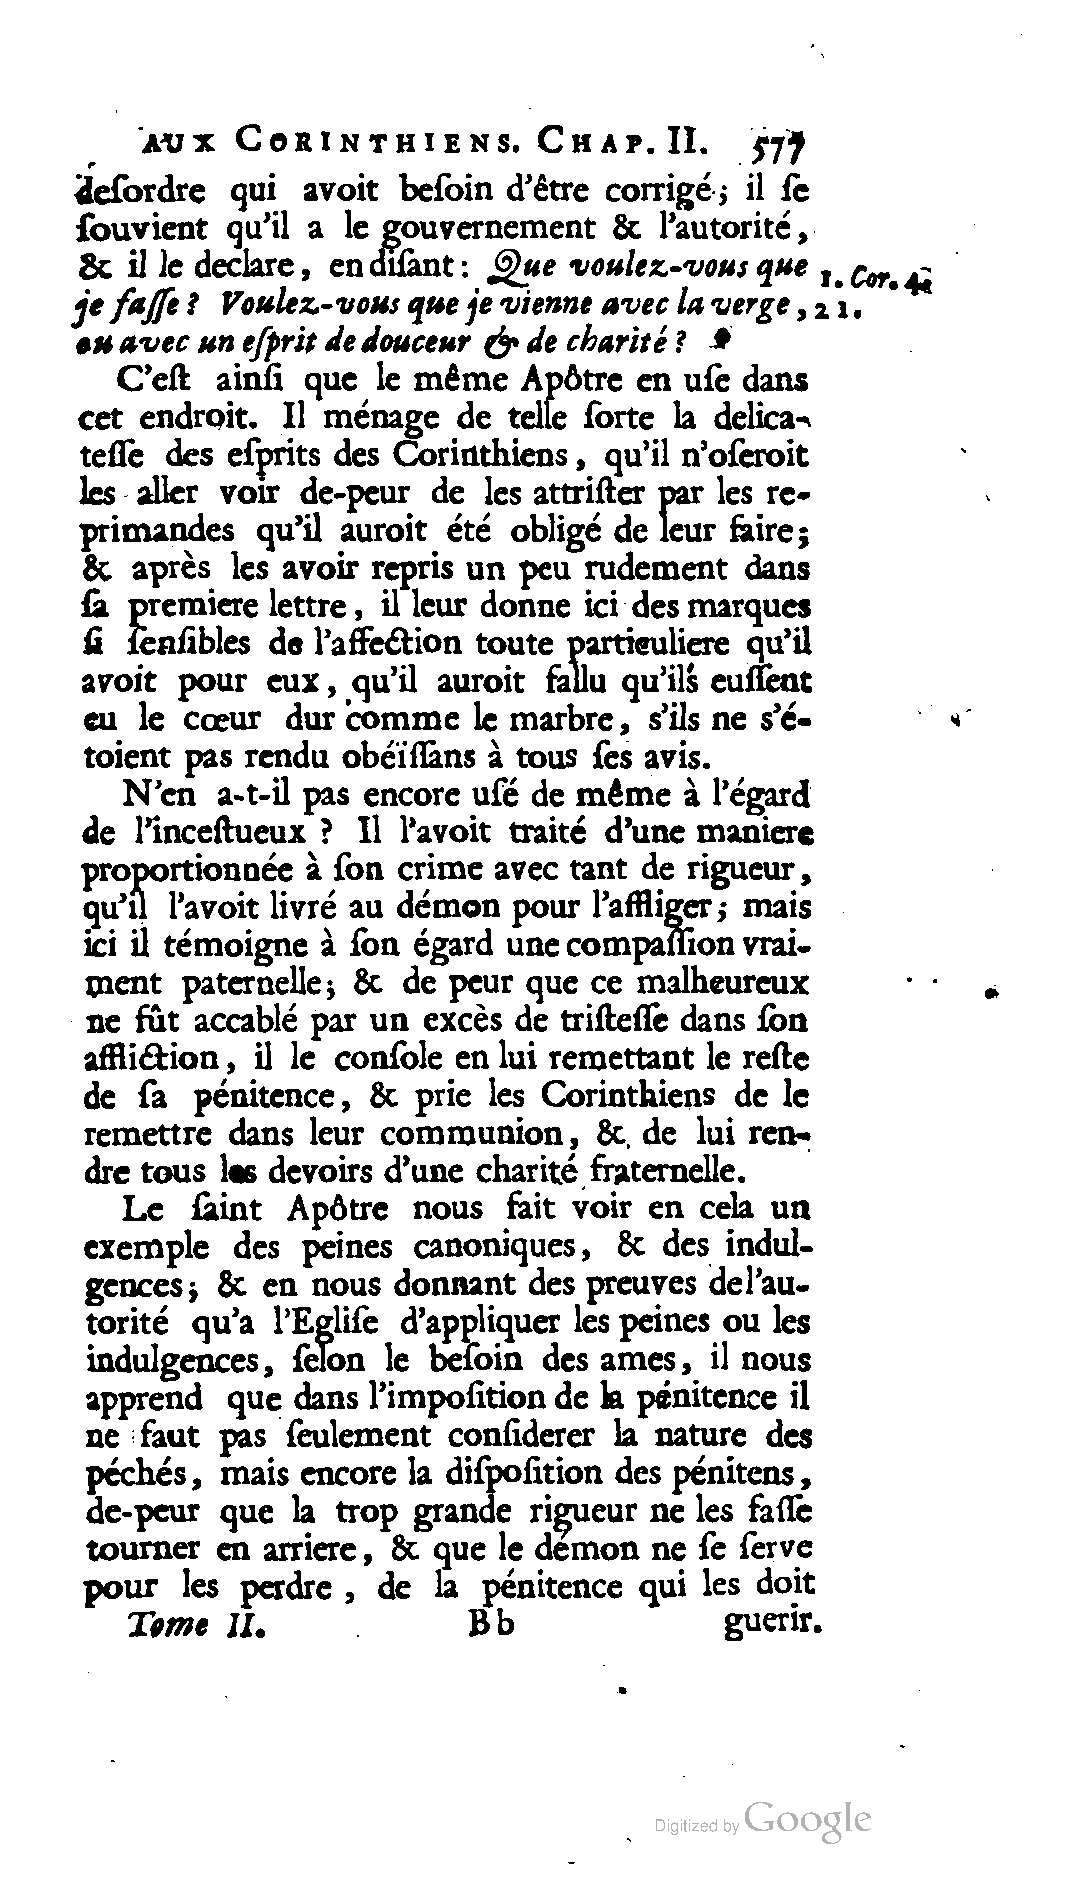 AUX CORINTHIENS. CHAP. II. 577
deſordre qui avoit beſoin d'être corrigé; il ſe
ſouvient qu'il a le gouvernement & l'autorité,
& il le declare, en diſant: Que voulez-vous que
1. Cor. 4.
je faſſe? Voulez-vous que je vienne avec la verge,
21.
ou avec un eſprit de douceur & de charité?
C'eſt ainſi que le même Apôtre en uſe dans
cet endroit. Il ménage de telle ſorte la delica-
teſſe des eſprits des Corinthiens, qu'il n'oſeroit
les aller voir de-peur de les attriſter par les re-
primandes qu'il auroit été obligé de leur faire;
& après les avoir repris un peu rudement dans
ſa premiere lettre, il leur donne ici des marques
ſi ſenſibles de l'affection toute particuliere qu'il
avoit pour eux, qu'il auroit fallu qu'ils euſſent
eu le cœur dur comme le marbre, s'ils ne s'é-
toient pas rendu obéïſſans à tous ſes avis.
N'en a-t-il pas encore uſé de même à l'égard
de l'inceſtueux? Il l'avoit traité d'une maniere
proportionnée à ſon crime avec tant de rigueur,
qu'il l'avoit livré au démon pour l'affliger; mais
ici il témoigne à ſon égard une compaſſion vrai-
ment paternelle; & de peur que ce malheureux
ne fût accablé par un excès de triſteſſe dans ſon
affliction, il le conſole en lui remettant le reſte
de ſa pénitence, & prie les Corinthiens de le
remettre dans leur communion, & de lui ren-
dre tous les devoirs d'une charité fraternelle.
Le ſaint Apôtre nous fait voir en cela un
exemple des peines canoniques, & des indul-
gences; & en nous donnant des preuves de l'au-
torité qu'a l'Egliſe d'appliquer les peines ou les
indulgences, ſelon le beſoin des ames, il nous
apprend que dans l'impoſition de la pénitence il
ne faut pas ſeulement conſiderer la nature des
péchés, mais encore la diſpoſition des pénitens,
de-peur que la trop grande rigueur ne les faſſe
tourner en arriere, & que le démon ne ſe ſerve
pour les perdre, de la pénitence qui les doit
Tome II. Bb guerir.
Digitized by Google